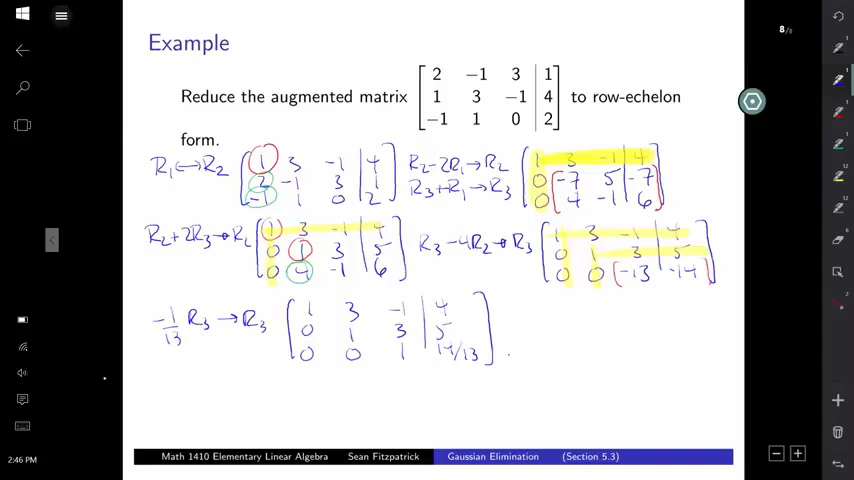 8/8
Example
Reduce the augmented matrix [2 −1 3 | 1; 1 3 −1 | 4; −1 1 0 | 2] to row-echelon
form.
R₁ ↔ R₂ [1 3 -1 | 4; 2 -1 3 | 1; -1 1 0 | 2] R₂-2R₁→R₂ R₃+R₁→R₃ [1 3 -1 | 4; 0 -7 5 | -7; 0 4 -1 | 6]
R₂+2R₃→R₂ [1 3 -1 | 4; 0 1 3 | 5; 0 4 -1 | 6] R₃-4R₂→R₃ [1 3 -1 | 4; 0 1 3 | 5; 0 0 -13 | -14]
-1/13 R₃→R₃ [1 3 -1 | 4; 0 1 3 | 5; 0 0 1 | 14/13]
Math 1410 Elementary Linear Algebra Sean Fitzpatrick Gaussian Elimination (Section 5.3)
2:46 PM